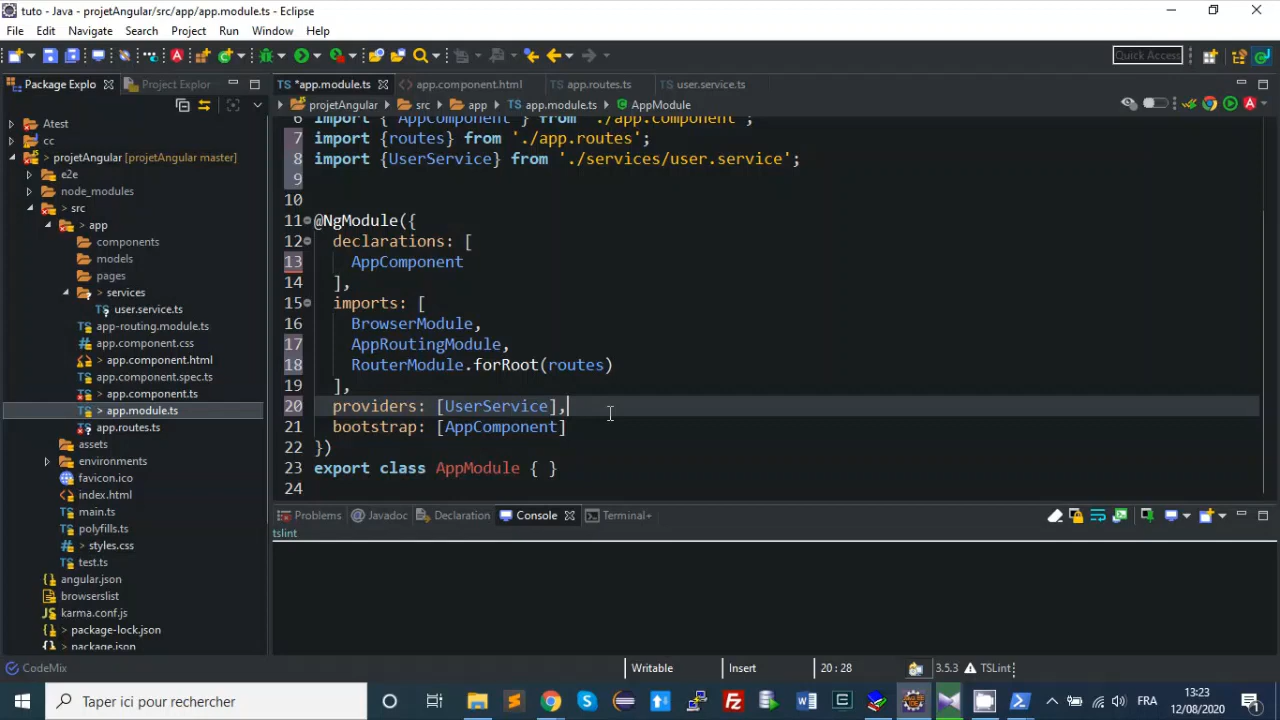 tuto - Java - projetAngular/src/app/app.module.ts - Eclipse
File Edit Navigate Search Project Run Window Help
Quick Access
Package Explo
Project Explor
*app.module.ts
app.component.html
app.routes.ts
user.service.ts
projetAngular
src
app
app.module.ts
AppModule
Atest
cc
> projetAngular [projetAngular master]
e2e
node_modules
> src
> app
components
models
pages
> services
user.service.ts
app-routing.module.ts
app.component.css
> app.component.html
app.component.spec.ts
> app.component.ts
> app.module.ts
> app.routes.ts
assets
environments
favicon.ico
index.html
main.ts
polyfills.ts
> styles.css
test.ts
angular.json
browserslist
karma.conf.js
> package-lock.json
> package.json
6 import { AppComponent } from './app.component';
7 import {routes} from './app.routes';
8 import {UserService} from './services/user.service';
9
10
11 @NgModule({
12 declarations: [
13 AppComponent
14 ],
15 imports: [
16 BrowserModule,
17 AppRoutingModule,
18 RouterModule.forRoot(routes)
19 ],
20 providers: [UserService],
21 bootstrap: [AppComponent]
22 })
23 export class AppModule { }
24
Problems
@ Javadoc
Declaration
Console
Terminal+
tslint
CodeMix
Writable
Insert
20 : 28
3.5.3
TSLint
Taper ici pour rechercher
FRA
13:23
12/08/2020
1